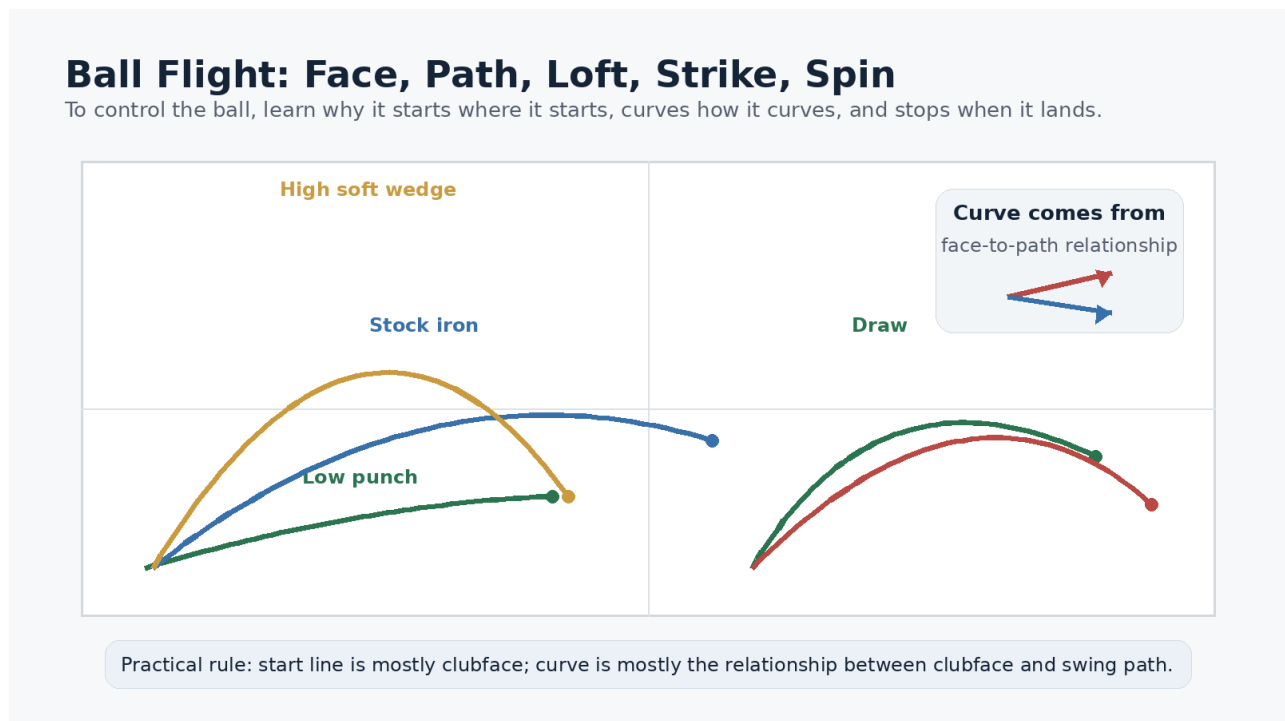 Ball Flight: Face, Path, Loft, Strike, Spin
To control the ball, learn why it starts where it starts, curves how it curves, and stops when it lands.
High soft wedge
Curve comes from
face-to-path relationship
Stock iron
Draw
Low punch
Practical rule: start line is mostly clubface; curve is mostly the relationship between clubface and swing path.